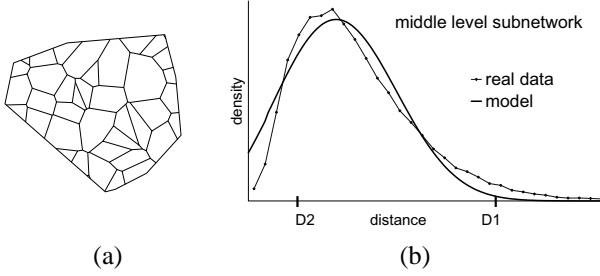 middle level subnetwork
real data
model
density
D2
distance
D1
(a)
(b)